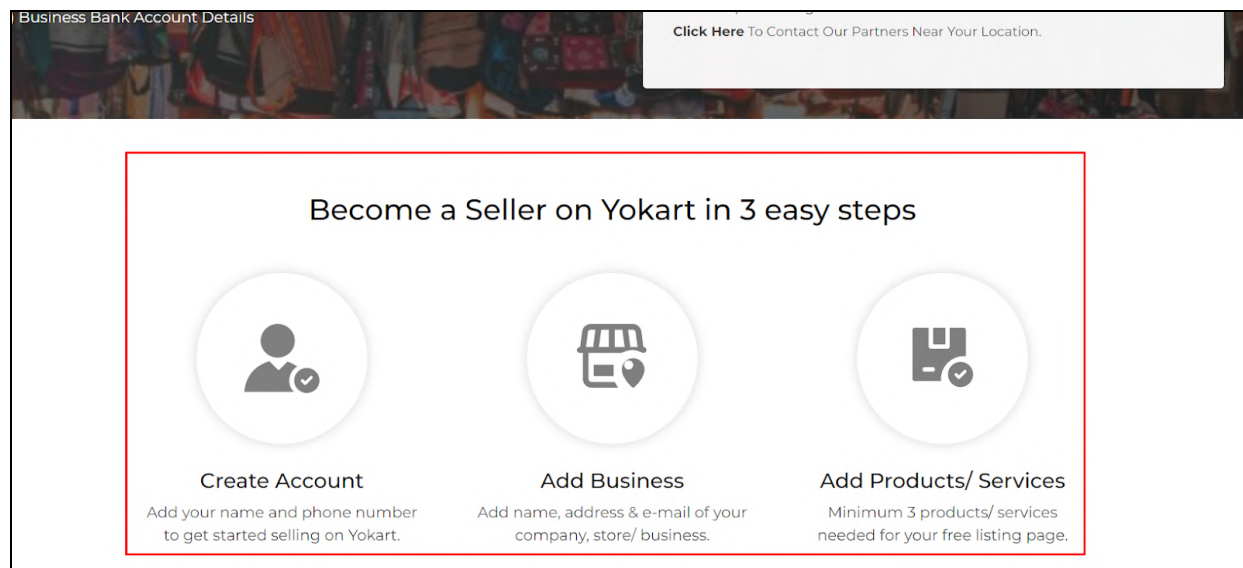 Business Bank Account Details
Click Here To Contact Our Partners Near Your Location.
Become a Seller on Yokart in 3 easy steps
Create Account
Add your name and phone number
to get started selling on Yokart.
Add Business
Add name, address & e-mail of your
company, store/ business.
Add Products/ Services
Minimum 3 products/ services
needed for your free listing page.